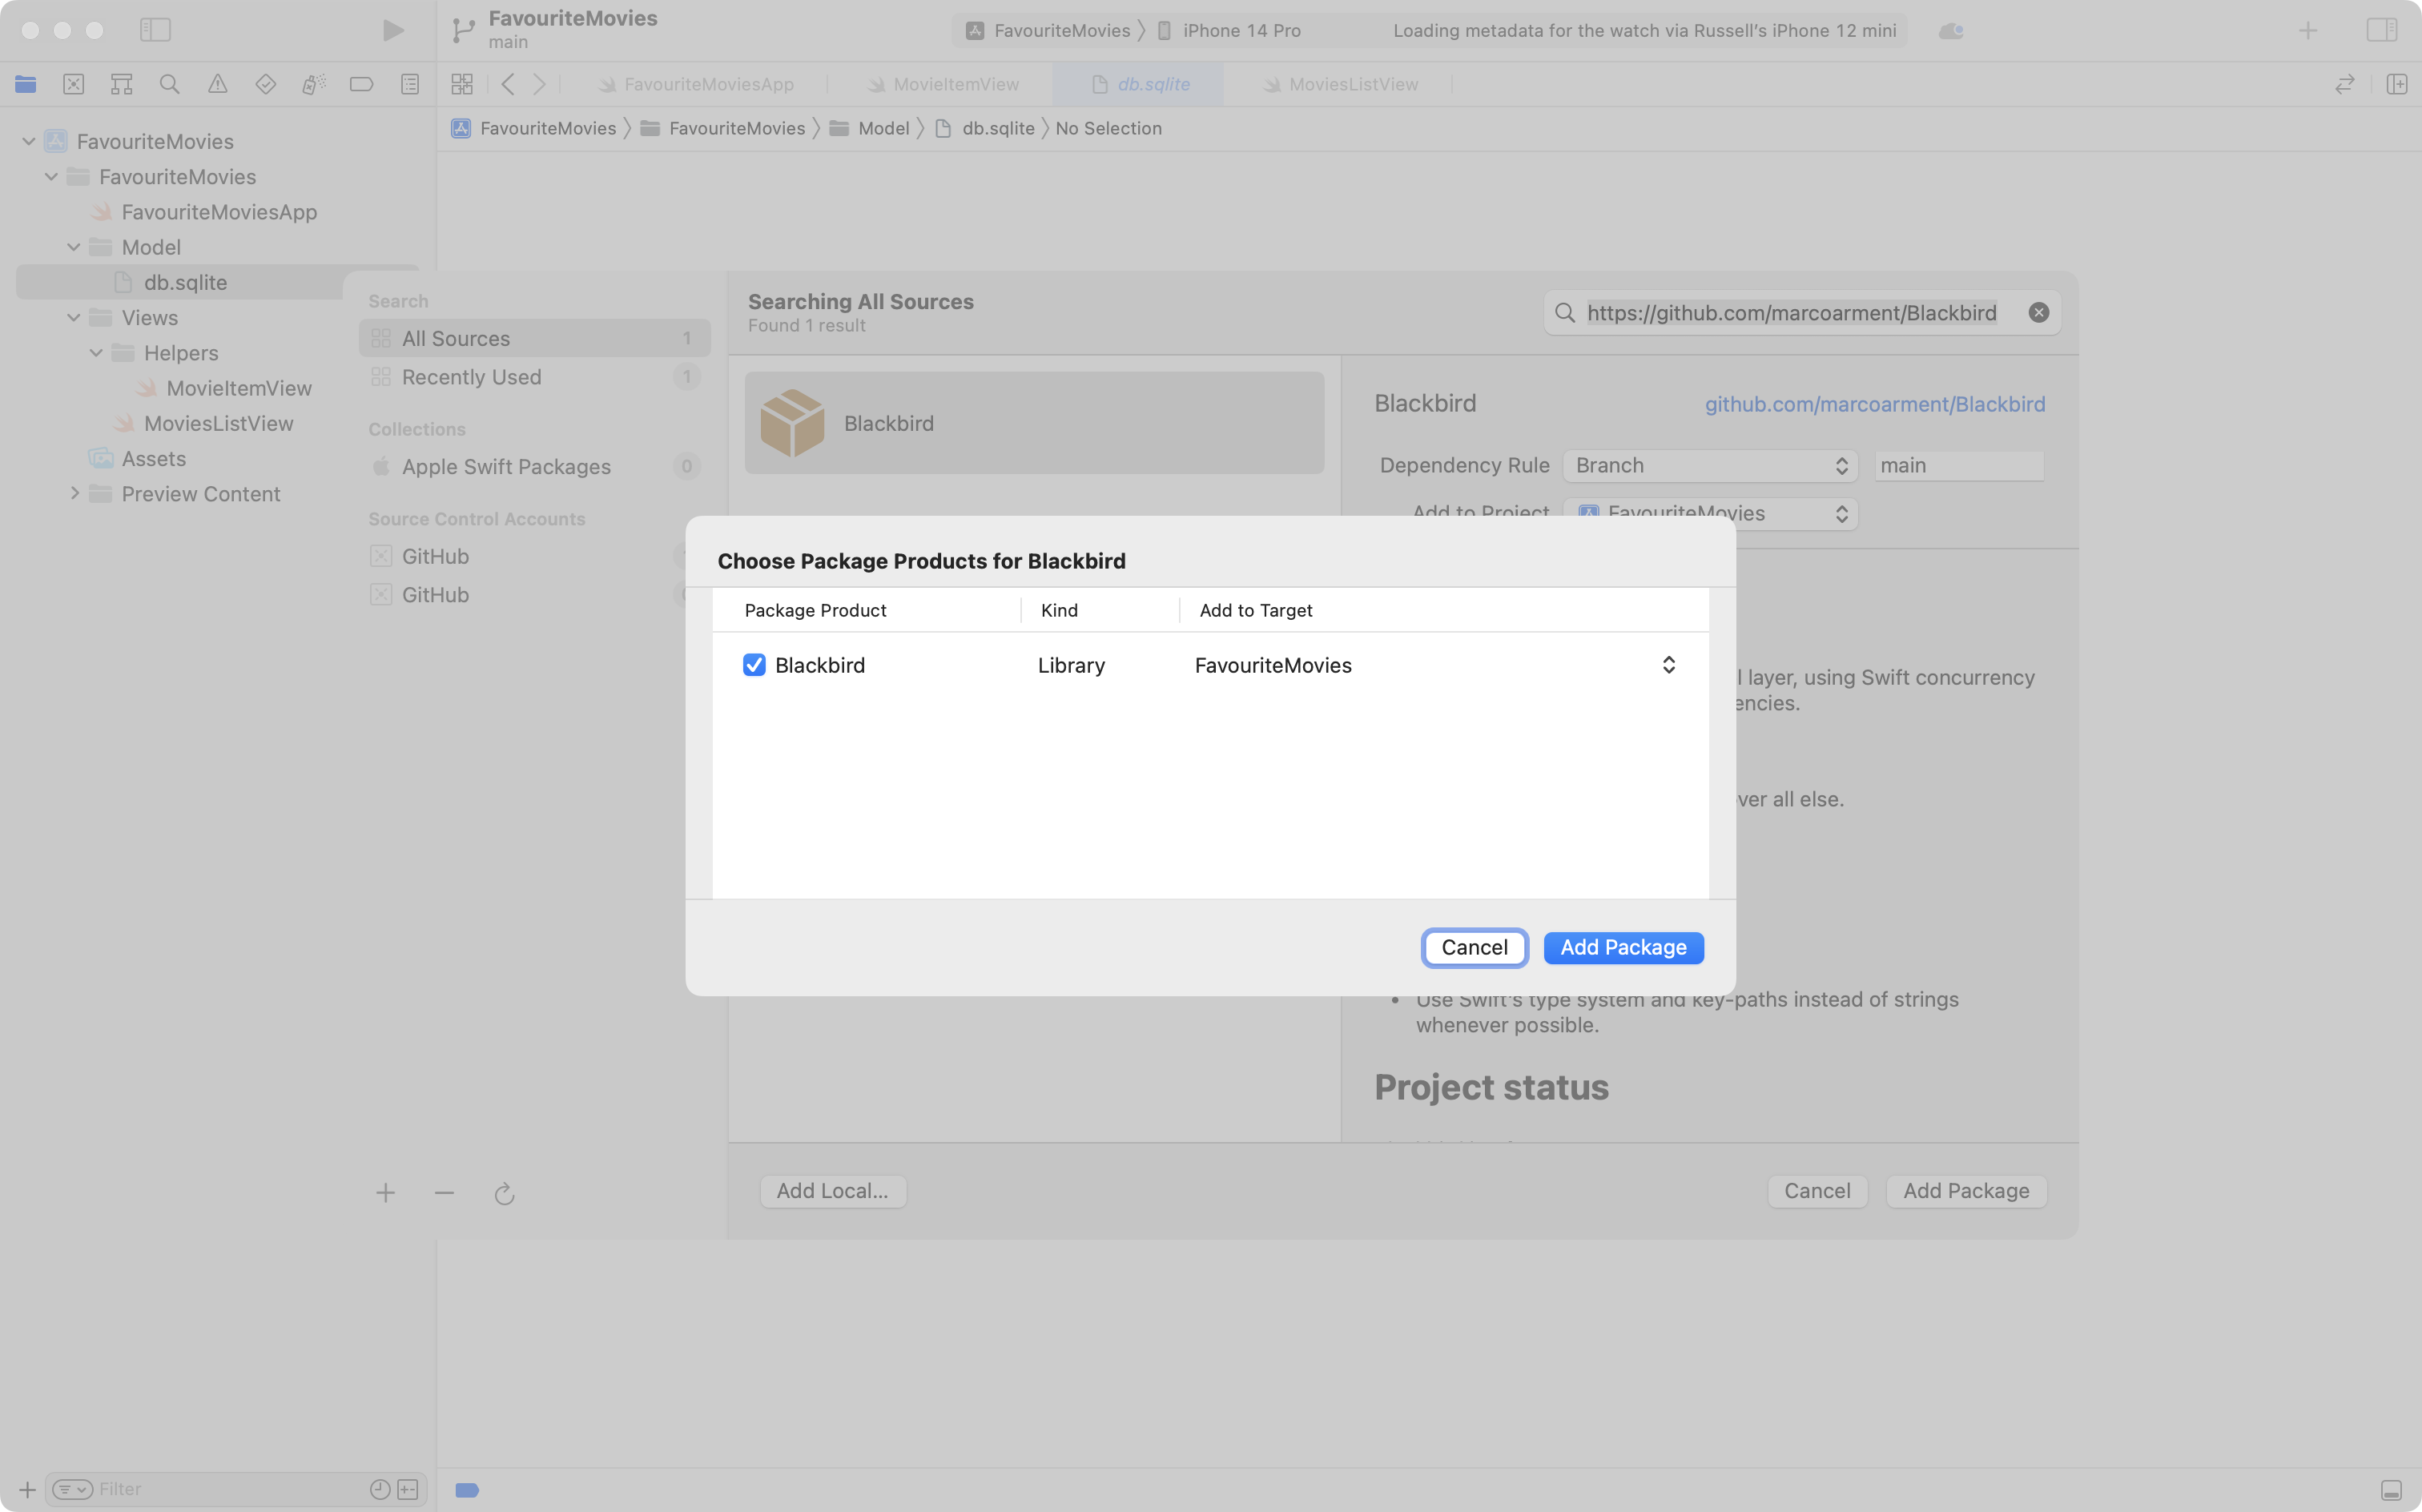 FavouriteMovies
main
FavouriteMovies
iPhone 14 Pro
Loading metadata for the watch via Russell’s iPhone 12 mini
FavouriteMoviesApp
MovieItemView
db.sqlite
MoviesListView
FavouriteMovies
FavouriteMovies
Model
db.sqlite
No Selection
FavouriteMovies
FavouriteMovies
FavouriteMoviesApp
Model
db.sqlite
Views
Helpers
MovieItemView
MoviesListView
Assets
Preview Content
Filter
Search
All Sources 1
Recently Used 1
Collections
Apple Swift Packages 0
Source Control Accounts
GitHub
GitHub
Searching All Sources
Found 1 result
https://github.com/marcoarment/Blackbird
Blackbird
Blackbird
github.com/marcoarment/Blackbird
Dependency Rule Branch main
Add to Project FavouriteMovies
Choose Package Products for Blackbird
Package Product Kind Add to Target
Blackbird Library FavouriteMovies
Cancel Add Package
layer, using Swift concurrency
all else.
• Use Swift's type system and key-paths instead of strings
whenever possible.
Project status
Add Local...
Cancel Add Package